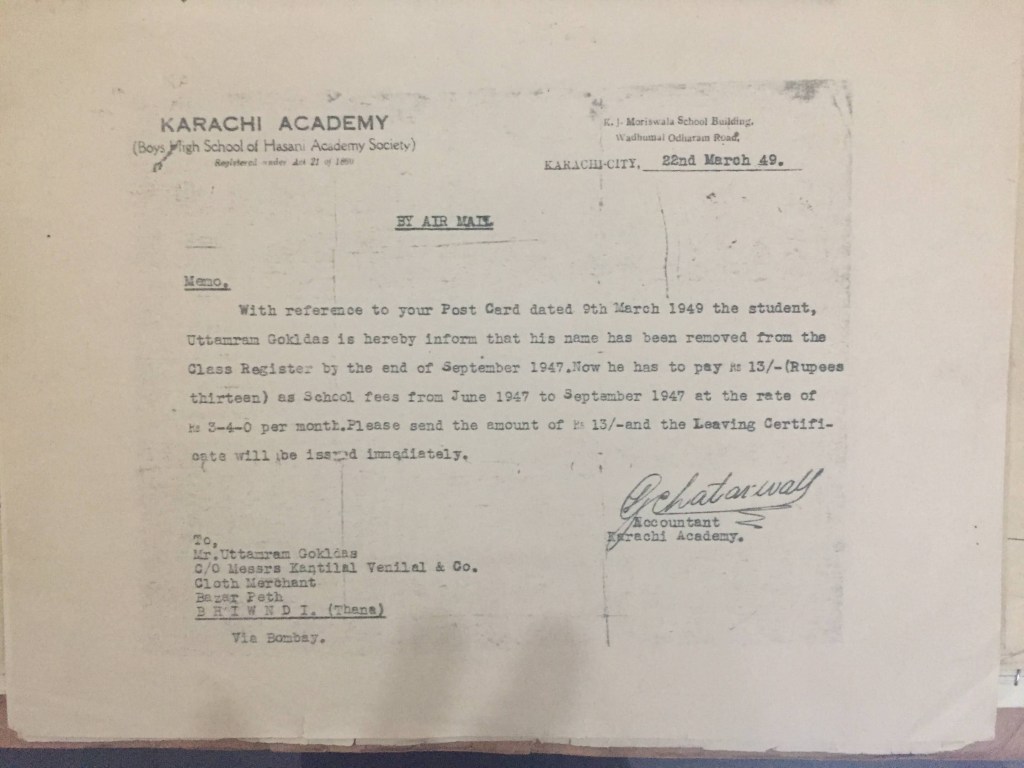 KARACHI ACADEMY
(Boys High School of Hasani Academy Society)
Registered under Act 21 of
K. J. Moriswala School Building,
Wadhumal Odharam Road,
KARACHI-CITY, 22nd March 49.
BY AIR MAIL
Memo,
With reference to your Post Card dated 9th March 1949 the student,
Uttamram Gokldas is hereby inform that his name has been removed from the
Class Register by the end of September 1947.Now he has to pay Rs 13/-(Rupees
thirteen) as School fees from June 1947 to September 1947 at the rate of
Rs 3-4-0 per month.Please send the amount of Rs 13/-and the Leaving Certifi-
cate will be issued immediately.
Accountant
Karachi Academy.
To,
Mr.Uttamram Gokldas
C/O Messrs Kantilal Venilal & Co.
Cloth Merchant
Bazar Peth
B H I W N D I. (Thana)
Via Bombay.